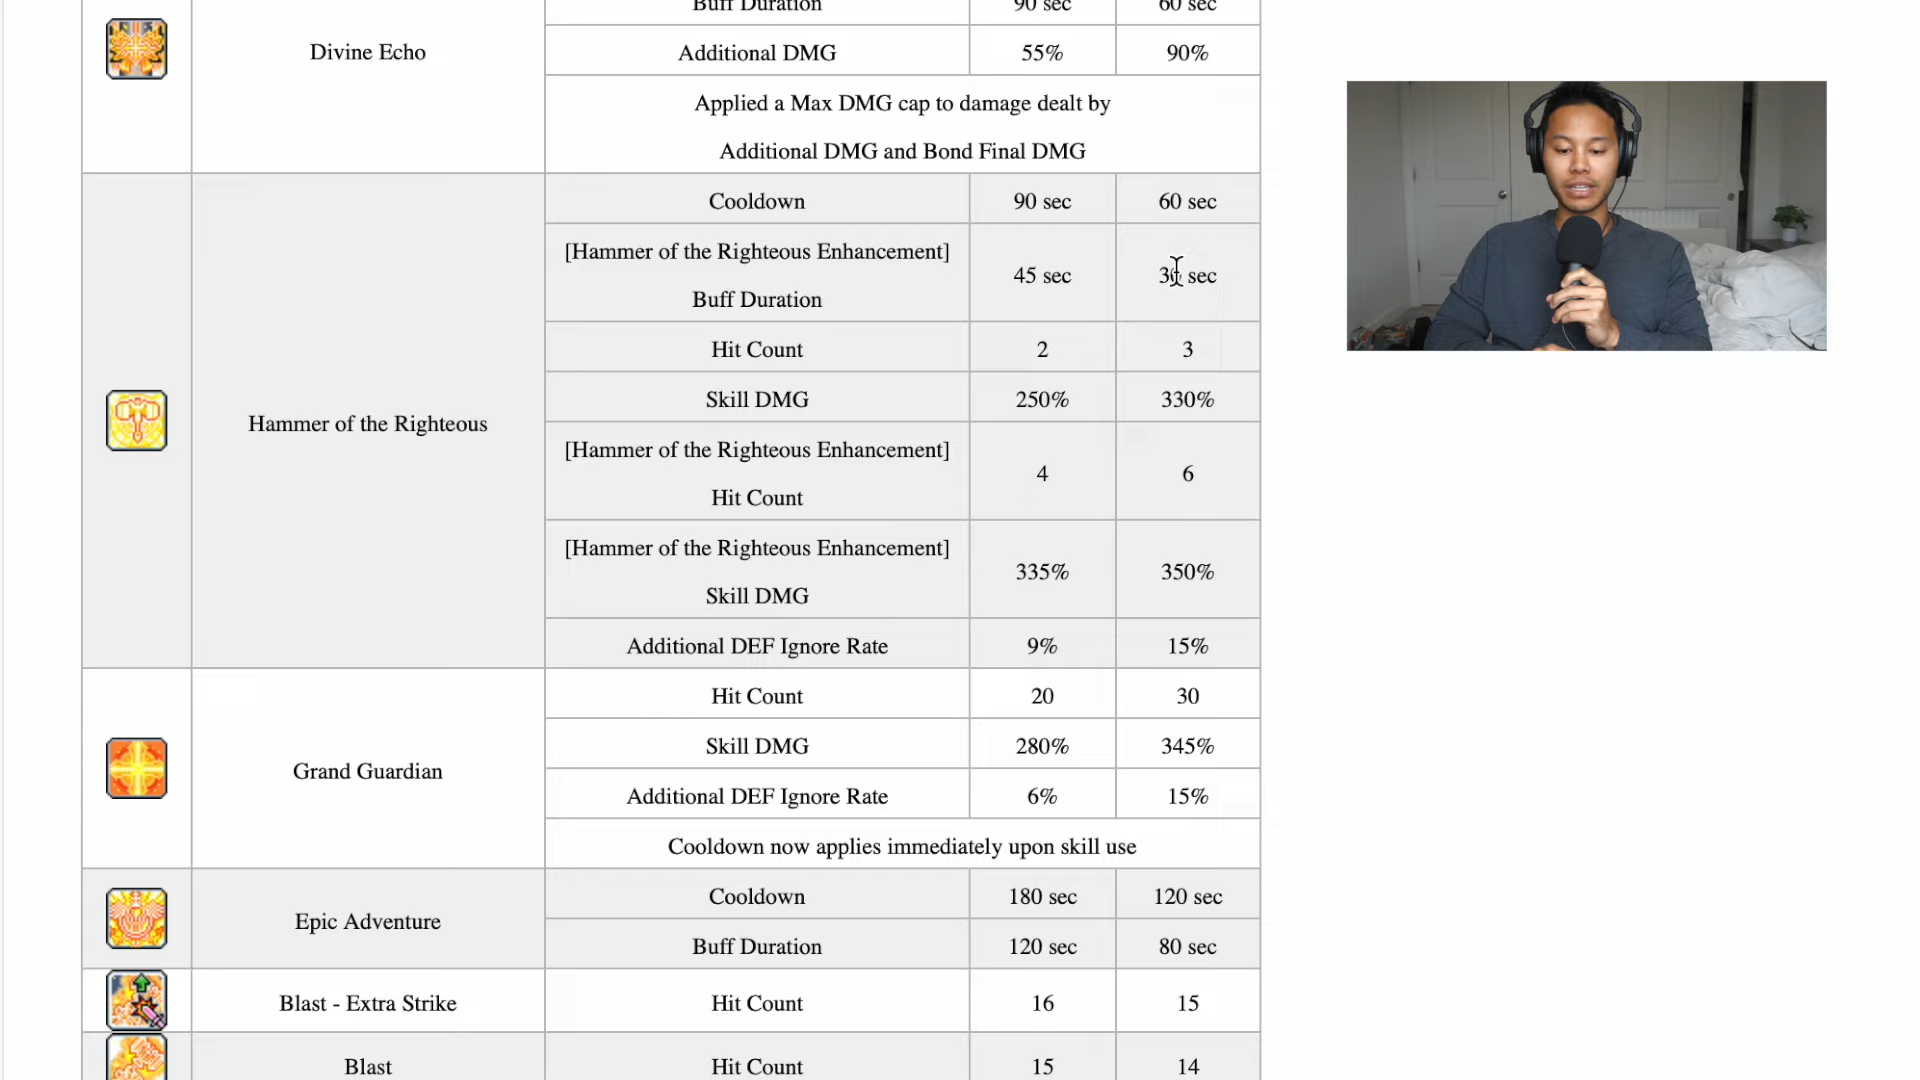 Buff Duration 90 sec 60 sec
Divine Echo
Additional DMG 55% 90%
Applied a Max DMG cap to damage dealt by
Additional DMG and Bond Final DMG
Hammer of the Righteous
Cooldown 90 sec 60 sec
[Hammer of the Righteous Enhancement]
Buff Duration
45 sec 30 sec
Hit Count 2 3
Skill DMG 250% 330%
[Hammer of the Righteous Enhancement]
Hit Count
4 6
[Hammer of the Righteous Enhancement]
Skill DMG
335% 350%
Additional DEF Ignore Rate 9% 15%
Grand Guardian
Hit Count 20 30
Skill DMG 280% 345%
Additional DEF Ignore Rate 6% 15%
Cooldown now applies immediately upon skill use
Epic Adventure
Cooldown 180 sec 120 sec
Buff Duration 120 sec 80 sec
Blast - Extra Strike Hit Count 16 15
Blast Hit Count 15 14